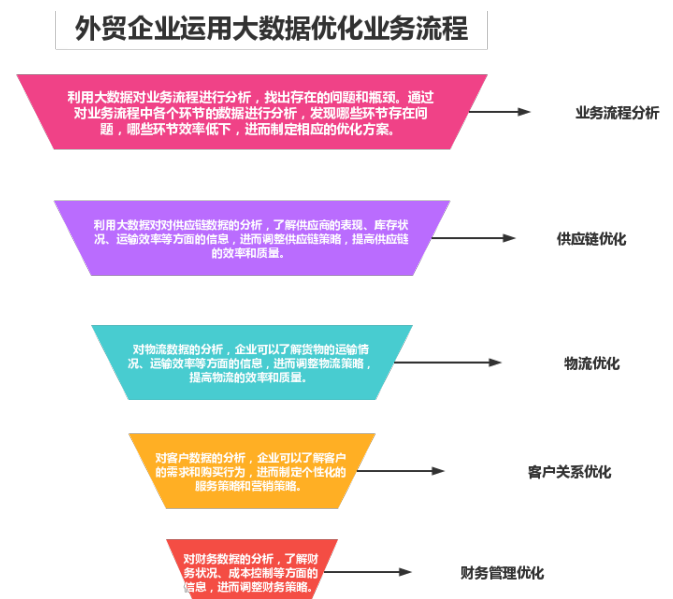 外贸企业运用大数据优化业务流程
利用大数据对业务流程进行分析，找出存在的问题和瓶颈。通过
对业务流程中各个环节的数据进行分析，发现哪些环节存在问
题，哪些环节效率低下，进而制定相应的优化方案。
业务流程分析
利用大数据对对供应链数据的分析，了解供应商的表现、库存状
况、运输效率等方面的信息，进而调整供应链策略，提高供应链
的效率和质量。
供应链优化
对物流数据的分析，企业可以了解货物的运输情
况、运输效率等方面的信息，进而调整物流策略，
提高物流的效率和质量。
物流优化
对客户数据的分析，企业可以了解客户
的需求和购买行为，进而制定个性化的
服务策略和营销策略。
客户关系优化
对财务数据的分析，了解财
务状况、成本控制等方面的
信息，进而调整财务策略。
财务管理优化